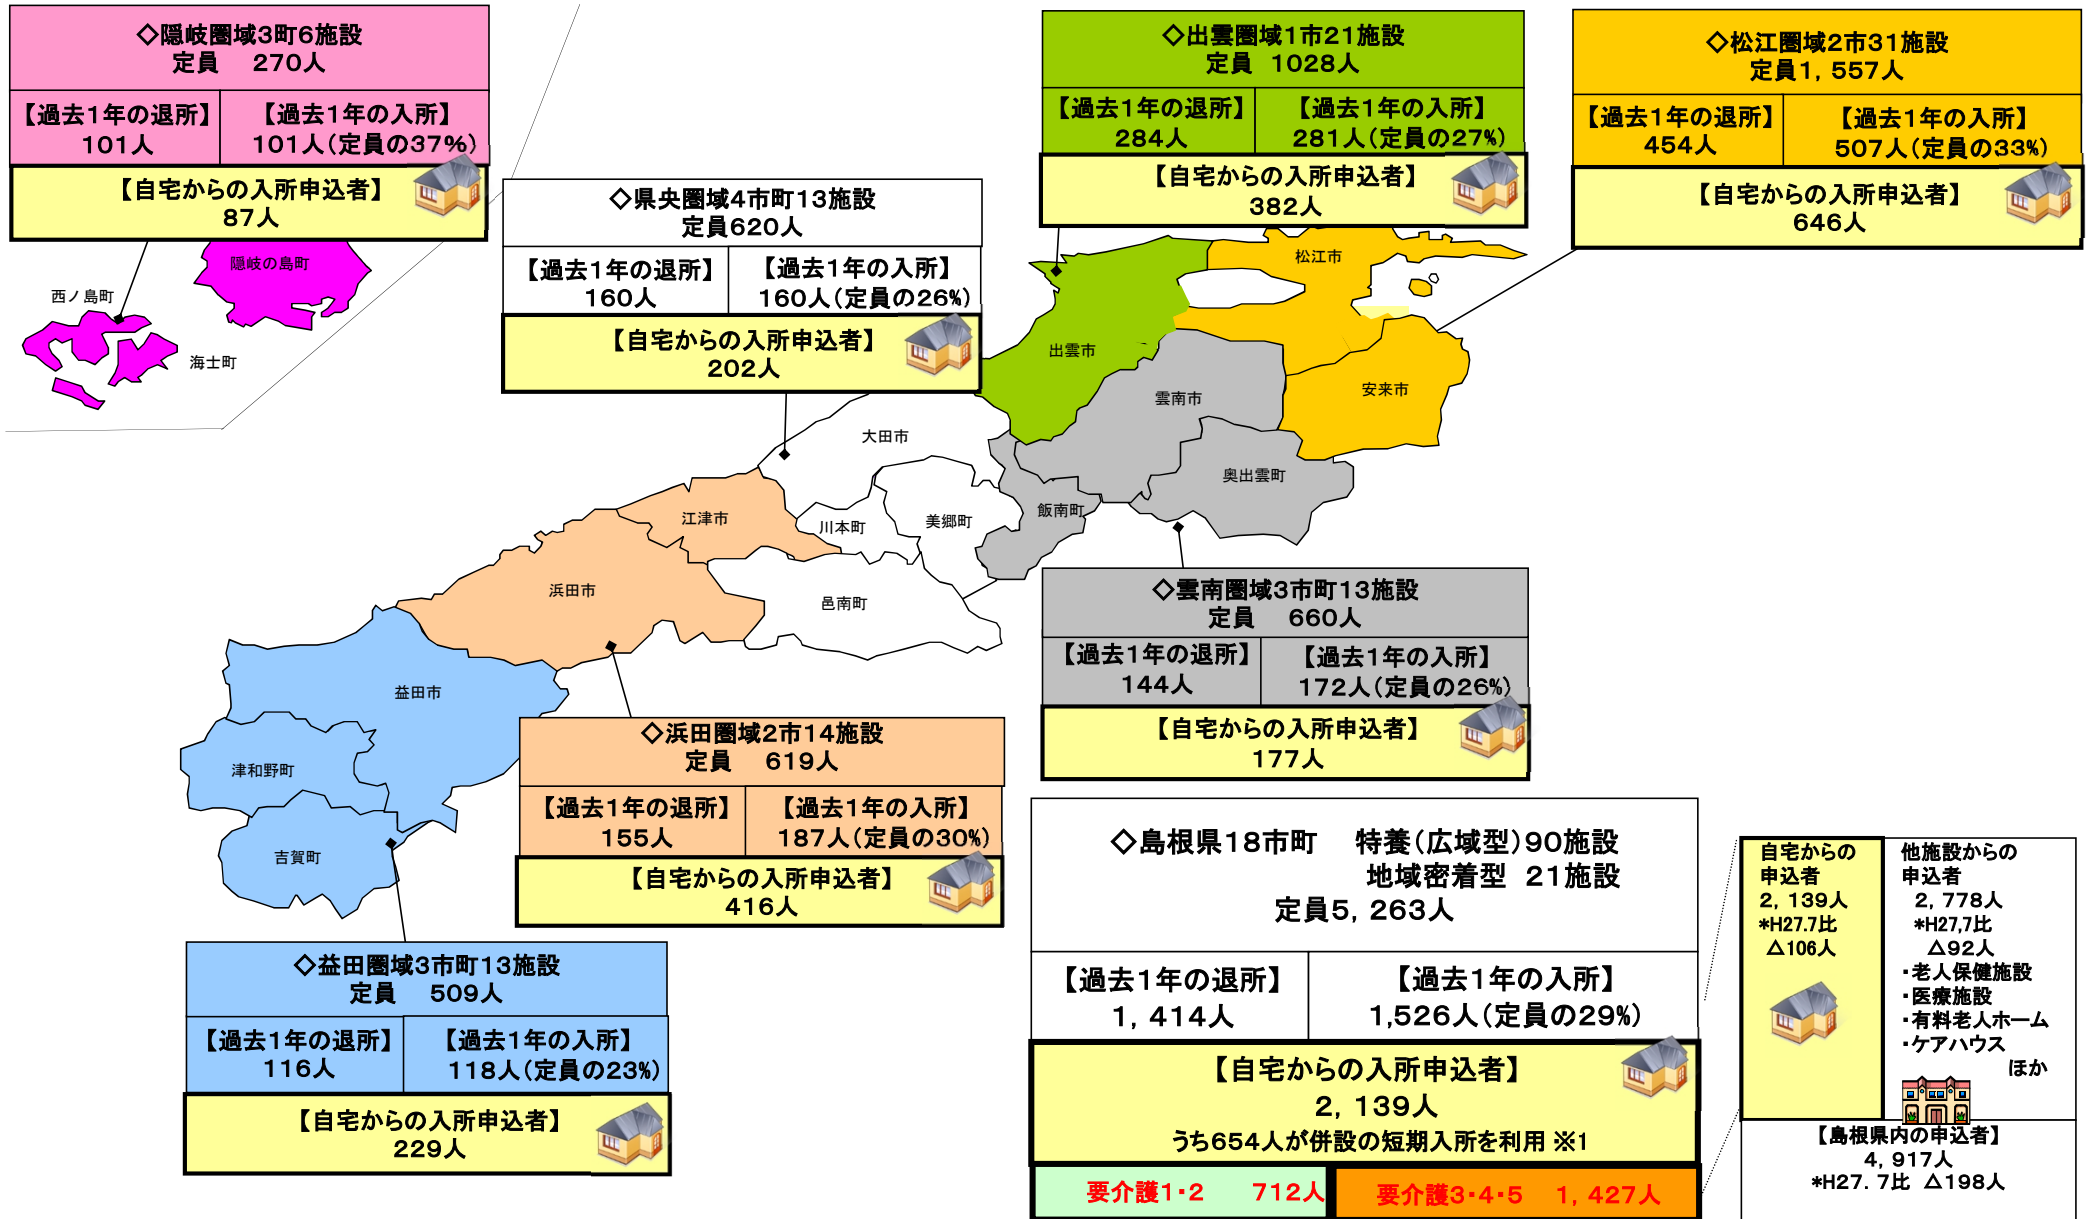 ◇隠岐圏域3町6施設
定員　270人
【過去1年の退所】
101人
【過去1年の入所】
101人(定員の37%)
【自宅からの入所申込者】
87人
隠岐の島町
西ノ島町
海士町
◇県央圏域4市町13施設
定員620人
【過去1年の退所】
160人
【過去1年の入所】
160人(定員の26%)
【自宅からの入所申込者】
202人
◇出雲圏域1市21施設
定員　1028人
【過去1年の退所】
284人
【過去1年の入所】
281人(定員の27%)
【自宅からの入所申込者】
382人
◇松江圏域2市31施設
定員1,557人
【過去1年の退所】
454人
【過去1年の入所】
507人(定員の33%)
【自宅からの入所申込者】
646人
松江市
出雲市
安来市
雲南市
奥出雲町
飯南町
大田市
川本町
美郷町
邑南町
江津市
浜田市
益田市
津和野町
吉賀町
◇雲南圏域3市町13施設
定員　660人
【過去1年の退所】
144人
【過去1年の入所】
172人(定員の26%)
【自宅からの入所申込者】
177人
◇浜田圏域2市14施設
定員　619人
【過去1年の退所】
155人
【過去1年の入所】
187人(定員の30%)
【自宅からの入所申込者】
416人
◇益田圏域3市町13施設
定員　509人
【過去1年の退所】
116人
【過去1年の入所】
118人(定員の23%)
【自宅からの入所申込者】
229人
◇島根県18市町　特養(広域型)90施設
地域密着型　21施設
定員5,263人
【過去1年の退所】
1,414人
【過去1年の入所】
1,526人(定員の29%)
【自宅からの入所申込者】
2,139人
うち654人が併設の短期入所を利用 ※1
要介護1・2　712人
要介護3・4・5　1,427人
自宅からの
申込者
2,139人
*H27.7比
△106人
他施設からの
申込者
2,778人
*H27,7比
△92人
・老人保健施設
・医療施設
・有料老人ホーム
・ケアハウス
ほか
【島根県内の申込者】
4,917人
*H27.7比 △198人